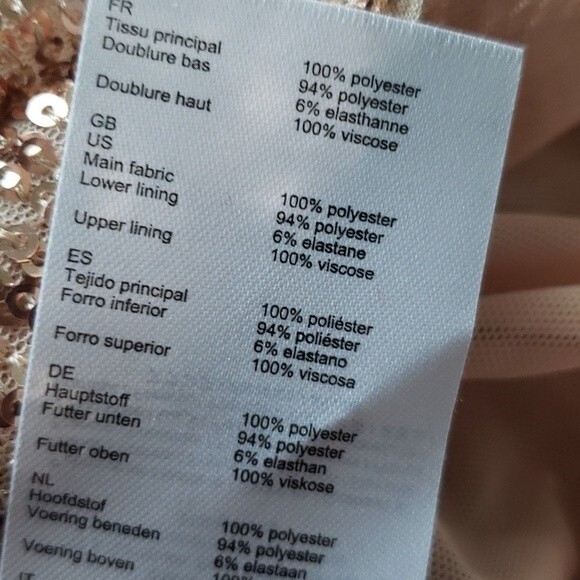 FR
Tissu principal 100% polyester
Doublure bas 94% polyester
6% elasthanne
Doublure haut 100% viscose
GB
US
Main fabric 100% polyester
Lower lining 94% polyester
6% elastane
Upper lining 100% viscose
ES
Tejido principal 100% poliéster
Forro inferior 94% poliéster
6% elastano
Forro superior 100% viscosa
DE
Hauptstoff 100% polyester
Futter unten 94% polyester
6% elasthan
Futter oben 100% viskose
NL
Hoofdstof 100% polyester
Voering beneden 94% polyester
6% elastaan
Voering boven 100%
IT